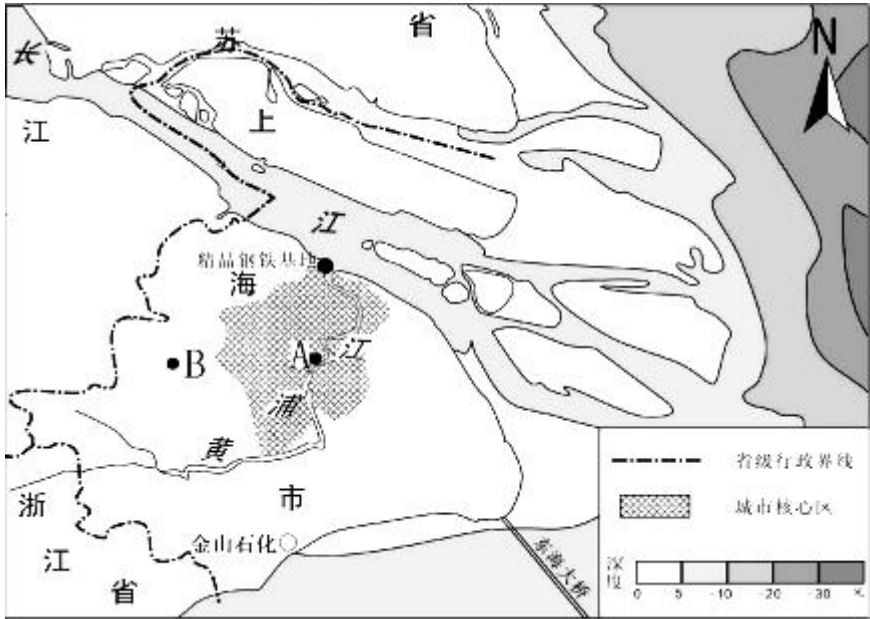 苏
省
长
江
上
江
海
市
精品钢铁基地
B
A
江
浦
黄
浙
江
省
金山石化
东海大桥
N
省级行政界线
城市核心区
深度
0 -5 -10 -20 -30 米